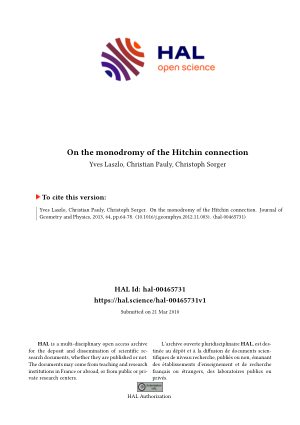 HAL
open science
On the monodromy of the Hitchin connection
Yves Laszlo, Christian Pauly, Christoph Sorger
To cite this version:
Yves Laszlo, Christian Pauly, Christoph Sorger. On the monodromy of the Hitchin connection. Journal of
Geometry and Physics, 2013, 64, pp.64-78. (10.1016/j.geomphys.2012.11.003). (hal-00465731)
HAL Id: hal-00465731
https://hal.science/hal-00465731v1
Submitted on 21 Mar 2010
HAL is a multi-disciplinary open access
archive for the deposit and dissemination of scientific re-
search documents, whether they are published or not.
The documents may come from teaching and research
institutions in France or abroad, or from public or pri-
vate research centers.
L'archive ouverte pluridisciplinaire HAL, est des-
tinée au dépôt et à la diffusion de documents scien-
tifiques de niveau recherche, publiés ou non, émanant
des établissements d'enseignement et de recherche
français ou étrangers, des laboratoires publics ou
privés.
HAL Authorization